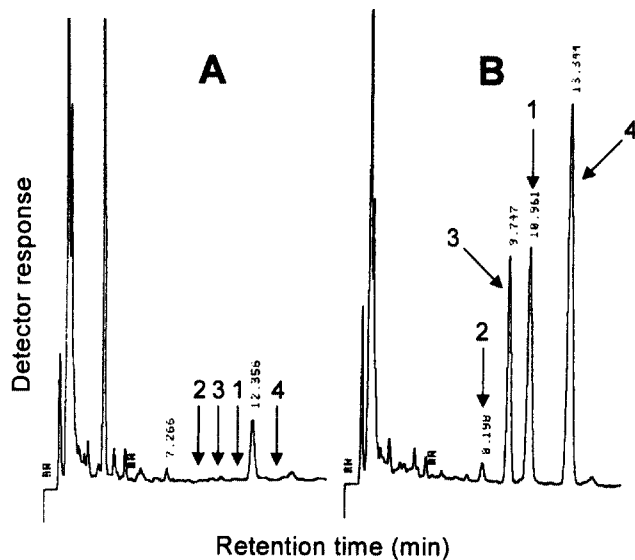 A
B
13.344
1
4
9.747
10.961
3
2
8.198
12.356
2 3 1 4
7.266
Detector response
Retention time (min)